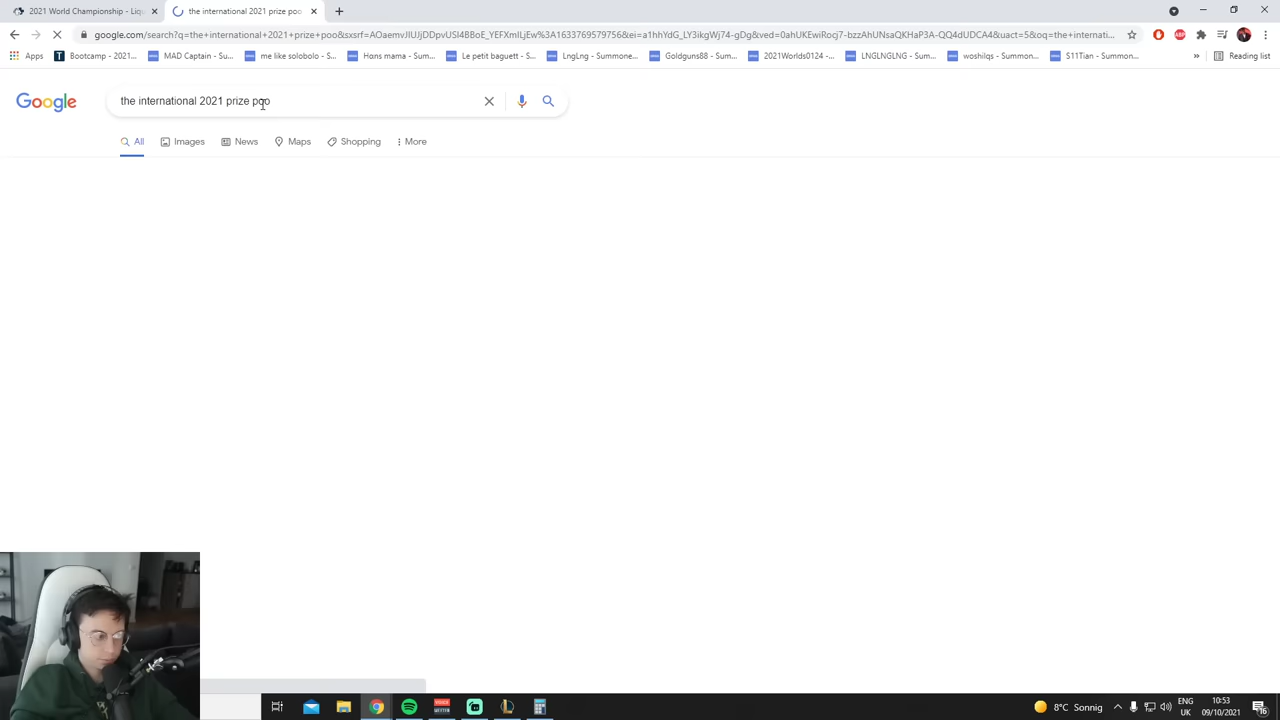 2021 World Championship - Liqu
the international 2021 prize poo
google.com/search?q=the+international+2021+prize+poo&sxsrf=AOaemvJIUJjDDpvUSI4BBoE_YEFXmILjEw%3A1633769579756&ei=a1hhYdG_LY3ikgWj74-gDg&ved=0ahUKEwiRocj7-bzzAhUNsaQKHaP3A-QQ4dUDCA4&uact=5&oq=the+internati...
Apps
Bootcamp - 2021...
MAD Captain - Su...
me like solobolo - S...
Hans mama - Sum...
Le petit baguett - S...
LngLng - Summone...
Goldguns88 - Sum...
2021Worlds0124 -...
LNGLNGLNG - Sum...
woshilqs - Summon...
S11Tian - Summon...
»
Reading list
Google
the international 2021 prize poo
All
Images
News
Maps
Shopping
More
8°C Sonnig
ENG
UK
10:53
09/10/2021